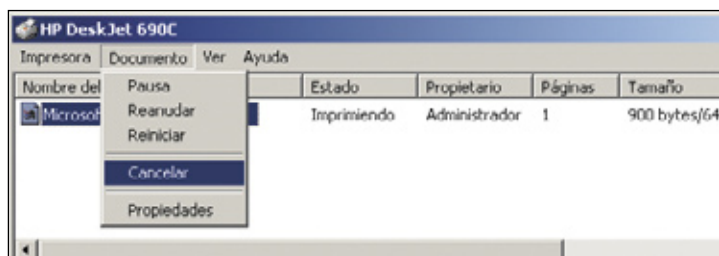 HP DeskJet 690C
Impresora Documento Ver Ayuda
Nombre del Estado Propietario Páginas Tamaño
Pausa
Microsof Imprimiendo Administrador 1 900 bytes/64
Reanudar
Reiniciar
Cancelar
Propiedades